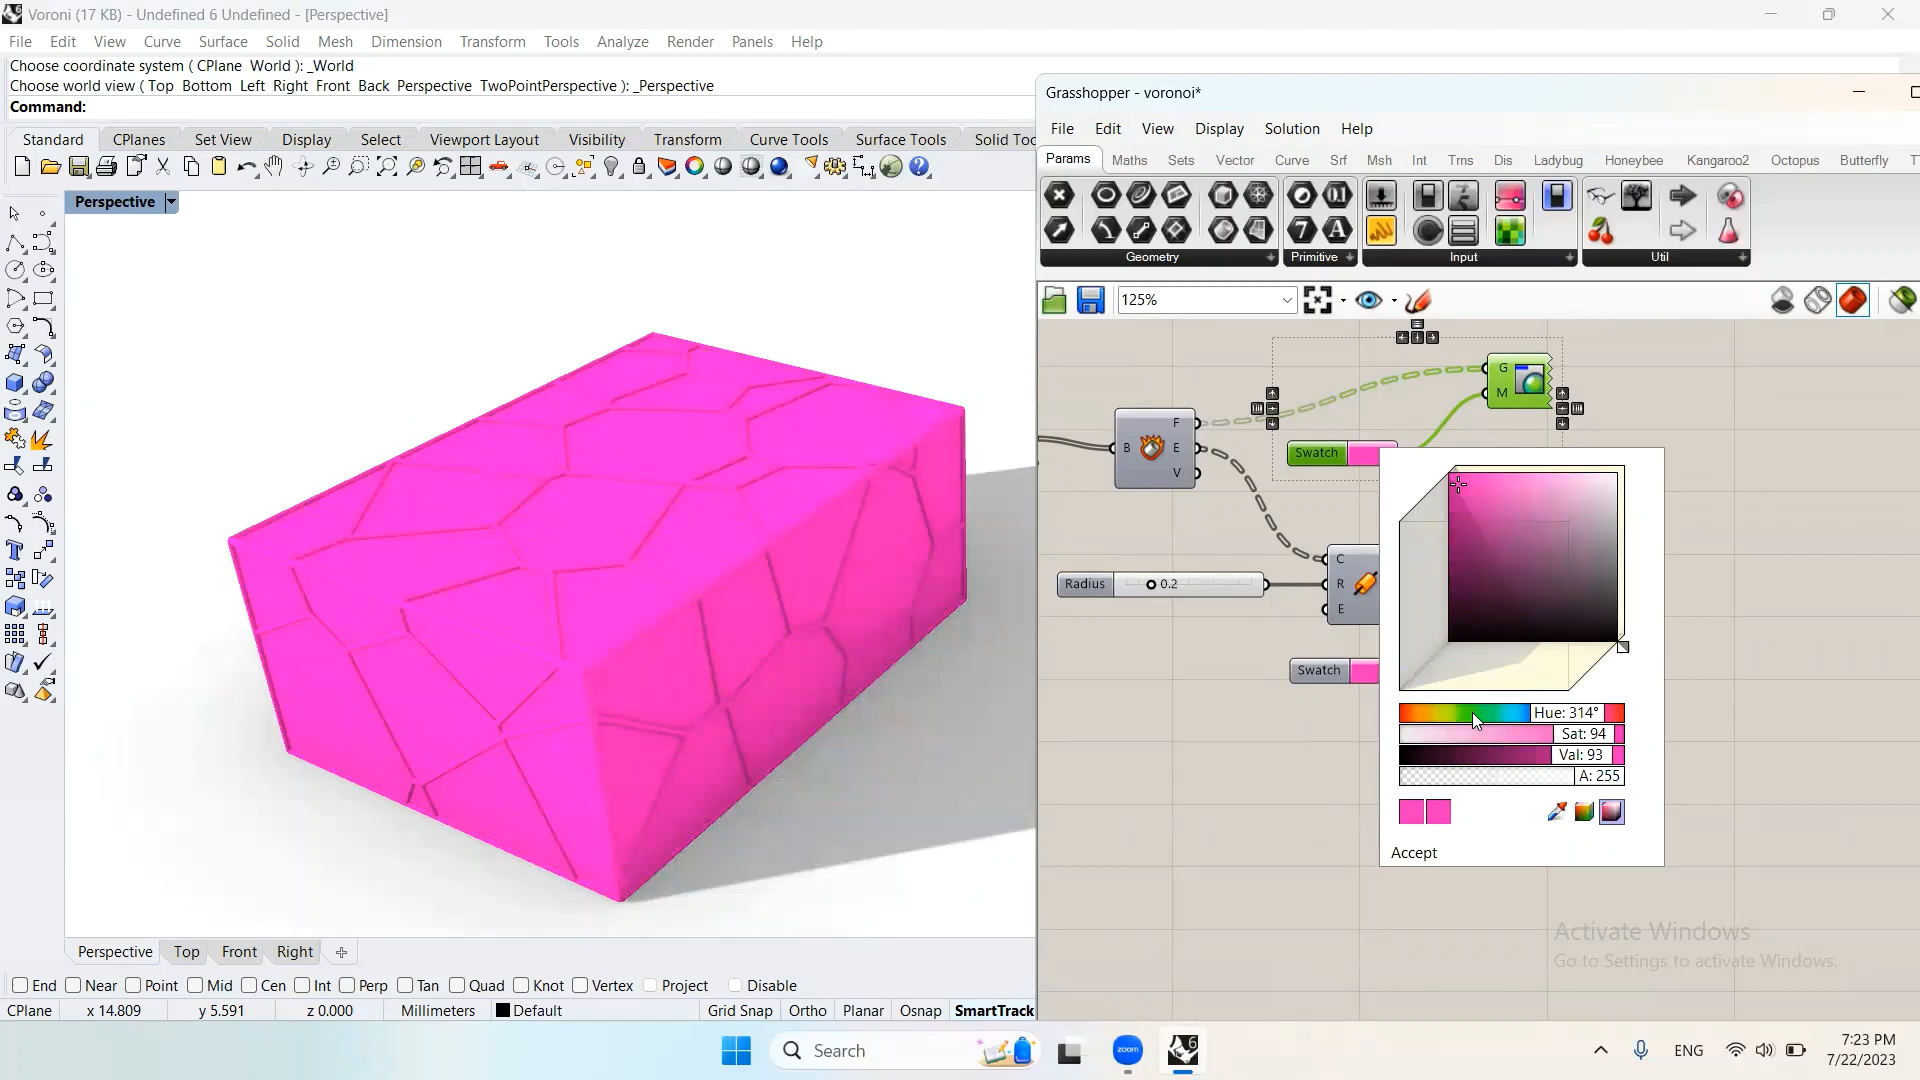 Voroni (17 KB) - Undefined 6 Undefined - [Perspective]
File Edit View Curve Surface Solid Mesh Dimension Transform Tools Analyze Render Panels Help
Choose coordinate system ( CPlane World ): _World
Choose world view ( Top Bottom Left Right Front Back Perspective TwoPointPerspective ): _Perspective
Command:
Standard CPlanes Set View Display Select Viewport Layout Visibility Transform Curve Tools Surface Tools Solid Too
Perspective
Grasshopper - voronoi*
File Edit View Display Solution Help
Params Maths Sets Vector Curve Srf Msh Int Trns Dis Ladybug Honeybee Kangaroo2 Octopus Butterfly
Geometry Primitive Input Util
125%
G
M
F
B E
V
Swatch
C
Radius 0.2 R
E
Swatch
Hue: 314°
Sat: 94
Val: 93
A: 255
Accept
Activate Windows
Go to Settings to activate Windows.
Perspective Top Front Right
End Near Point Mid Cen Int Perp Tan Quad Knot Vertex Project Disable
CPlane x 14.809 y 5.591 z 0.000 Millimeters Default Grid Snap Ortho Planar Osnap SmartTrack
Search
zoom
6
ENG
7:23 PM
7/22/2023